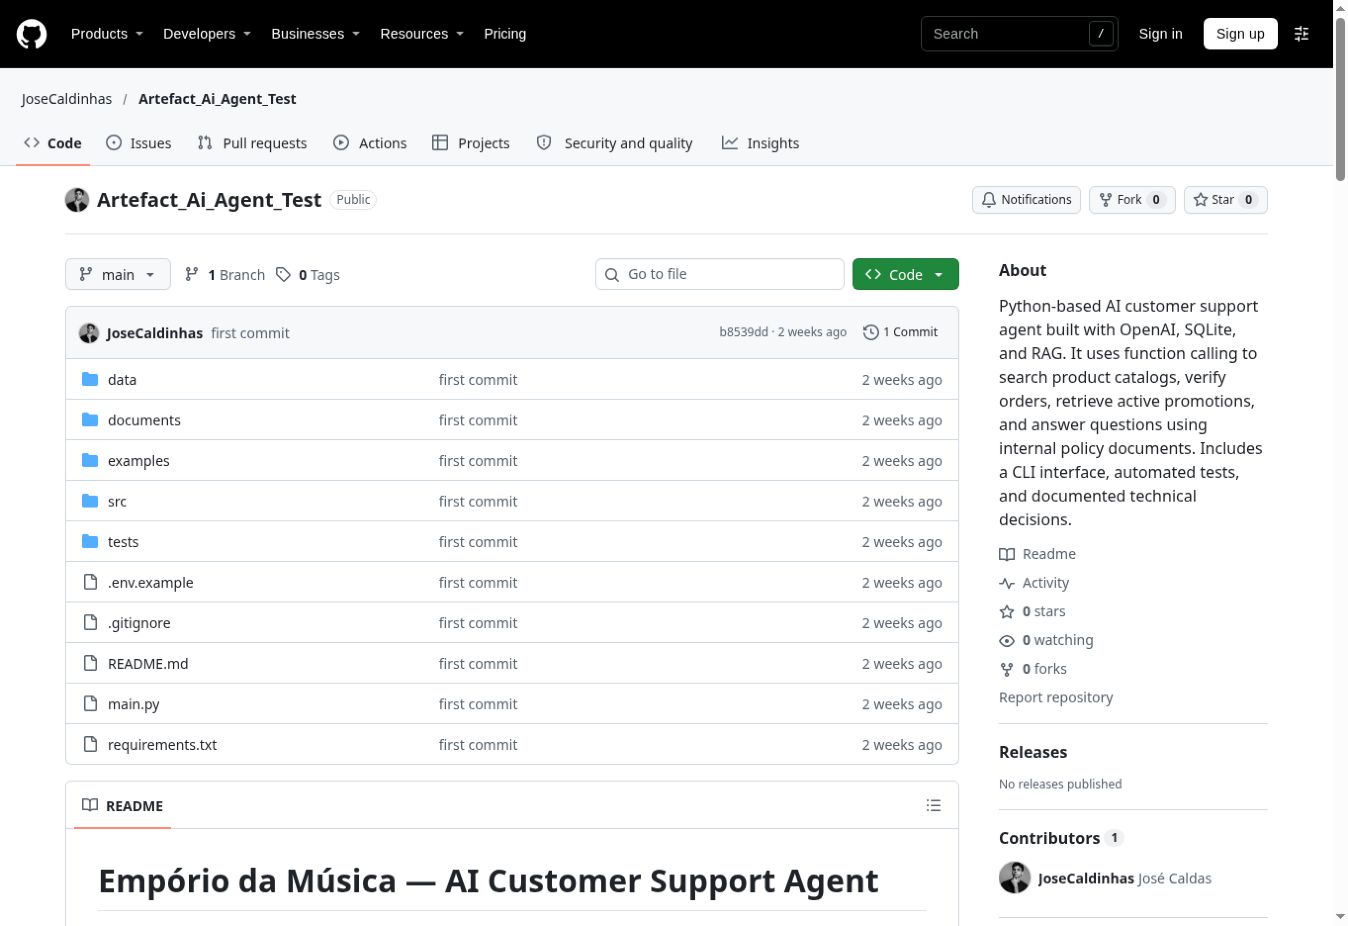 Products Developers Businesses Resources Pricing Search / Sign in Sign up
JoseCaldinhas / Artefact_Ai_Agent_Test
Code Issues Pull requests Actions Projects Security and quality Insights
Artefact_Ai_Agent_Test Public Notifications Fork 0 Star 0
main 1 Branch 0 Tags Go to file Code
JoseCaldinhas first commit b8539dd · 2 weeks ago 1 Commit
data first commit 2 weeks ago
documents first commit 2 weeks ago
examples first commit 2 weeks ago
src first commit 2 weeks ago
tests first commit 2 weeks ago
.env.example first commit 2 weeks ago
.gitignore first commit 2 weeks ago
README.md first commit 2 weeks ago
main.py first commit 2 weeks ago
requirements.txt first commit 2 weeks ago
README
Empório da Música — AI Customer Support Agent
About
Python-based AI customer support
agent built with OpenAI, SQLite,
and RAG. It uses function calling to
search product catalogs, verify
orders, retrieve active promotions,
and answer questions using
internal policy documents. Includes
a CLI interface, automated tests,
and documented technical
decisions.
Readme
Activity
0 stars
0 watching
0 forks
Report repository
Releases
No releases published
Contributors 1
JoseCaldinhas José Caldas